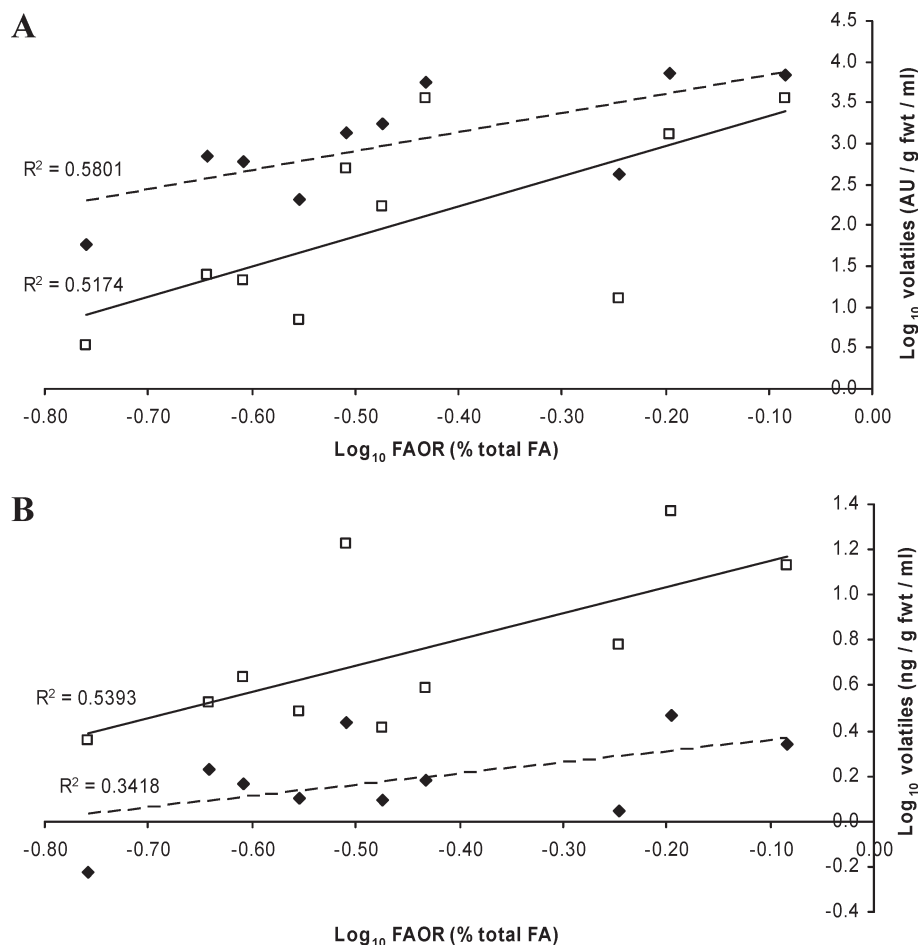 A
4.5
4.0
3.5
3.0
2.5
2.0
1.5
1.0
0.5
0.0
Log₁₀ volatiles (AU / g fwt / ml)
R² = 0.5801
R² = 0.5174
-0.80 -0.70 -0.60 -0.50 -0.40 -0.30 -0.20 -0.10 0.00
Log₁₀ FAOR (% total FA)
B
1.4
1.2
1.0
0.8
0.6
0.4
0.2
0.0
-0.2
-0.4
Log₁₀ volatiles (ng / g fwt / ml)
R² = 0.5393
R² = 0.3418
-0.80 -0.70 -0.60 -0.50 -0.40 -0.30 -0.20 -0.10 0.00
Log₁₀ FAOR (% total FA)